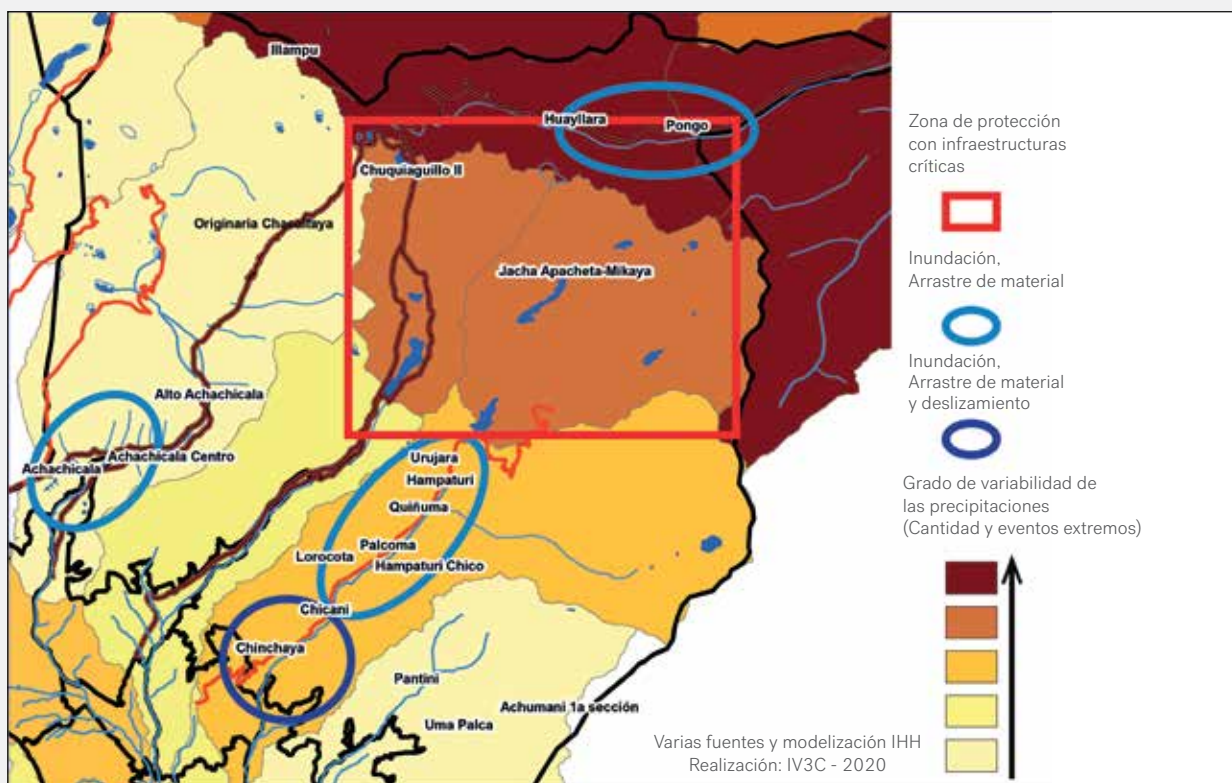 Illampu
Huayllara
Pongo
Chuquiaguillo II
Originaria Chacaltaya
Jacha Apacheta-Mikaya
Alto Achachicala
Achachicala Centro
Achachicala
Urujara
Hampaturi
Quiñuma
Palcoma
Lorocota
Hampaturi Chico
Chicani
Chinchaya
Pantini
Achumani 1a sección
Uma Palca
Zona de protección
con infraestructuras
críticas
Inundación,
Arrastre de material
Inundación,
Arrastre de material
y deslizamiento
Grado de variabilidad de
las precipitaciones
(Cantidad y eventos extremos)
Varias fuentes y modelización IHH
Realización: IV3C - 2020